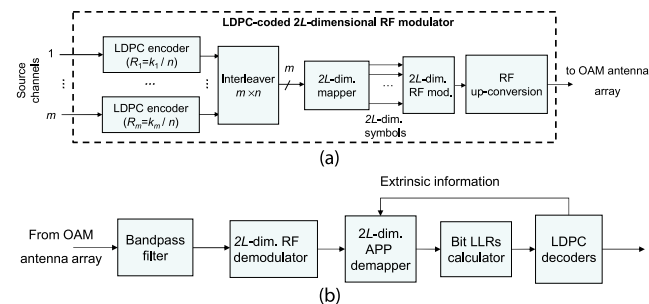 LDPC-coded 2L-dimensional RF modulator
Source channels
1
...
m
LDPC encoder
(R1=k1 / n)
...
LDPC encoder
(Rm=km / n)
Interleaver
m ×n
m
2L-dim.
mapper
...
2L-dim.
symbols
2L-dim.
RF mod.
RF
up-conversion
to OAM antenna
array
(a)
Extrinsic information
From OAM
antenna array
Bandpass
filter
2L-dim. RF
demodulator
2L-dim.
APP
demapper
Bit LLRs
calculator
LDPC
decoders
(b)